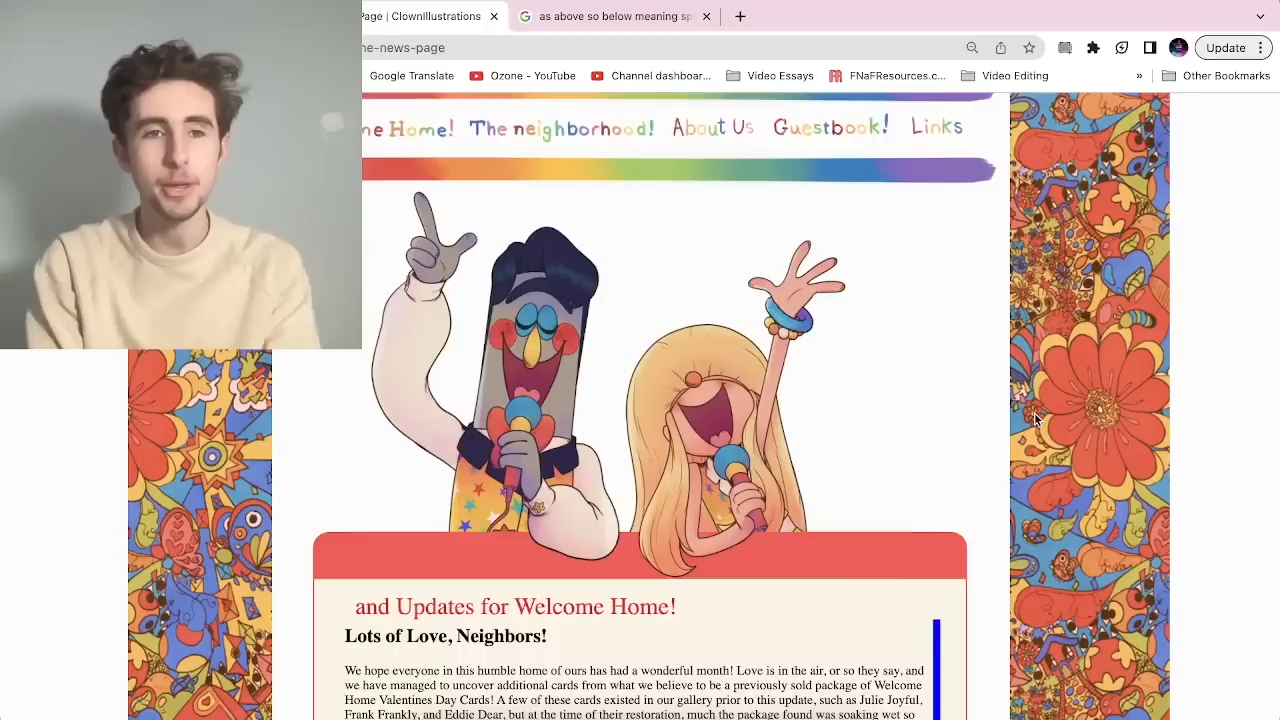 Page | ClownIllustrations
as above so below meaning sp
ne-news-page
Update
Google Translate
Ozone - YouTube
Channel dashboar...
Video Essays
FNaFResources.c...
Video Editing
»
Other Bookmarks
me Home!
The neighborhood!
About Us
Guestbook!
Links
and Updates for Welcome Home!
Lots of Love, Neighbors!
We hope everyone in this humble home of ours has had a wonderful month! Love is in the air, or so they say, and
we have managed to uncover additional cards from what we believe to be a previously sold package of Welcome
Home Valentines Day Cards! A few of these cards existed in our gallery prior to this update, such as Julie Joyful,
Frank Frankly, and Eddie Dear, but at the time of their restoration, much the package found was soaking wet so